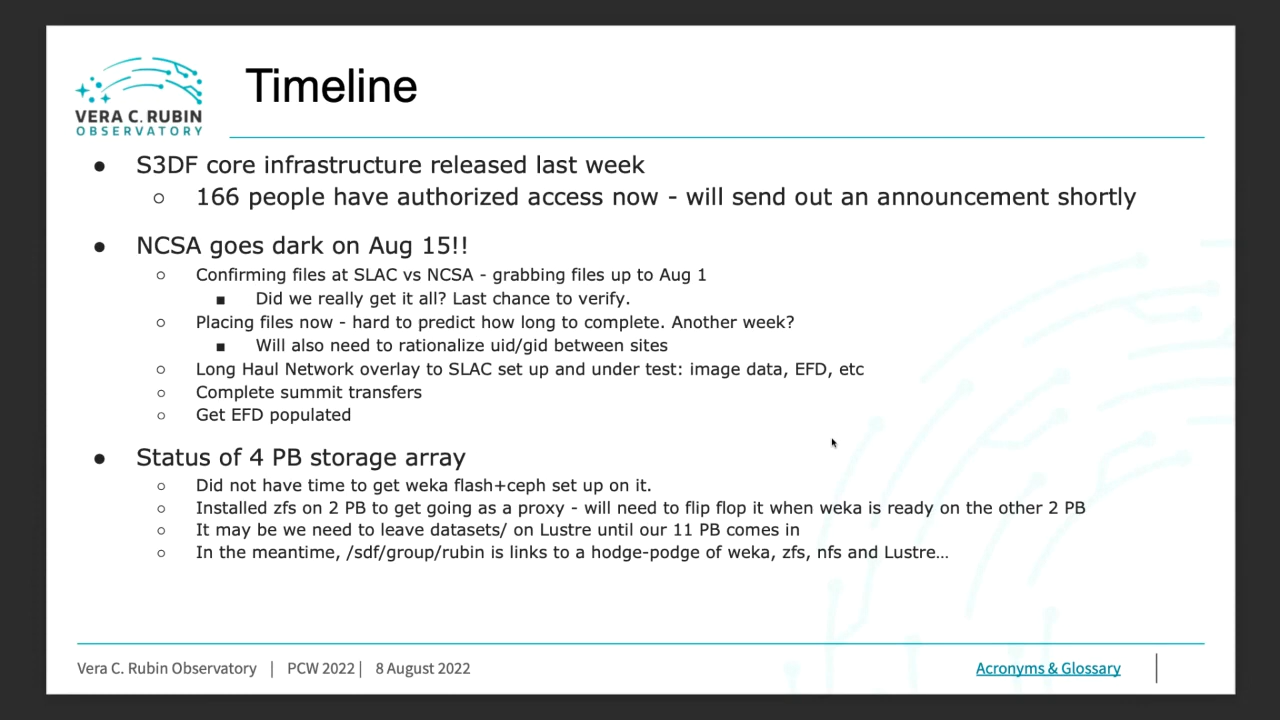 VERA C. RUBIN
OBSERVATORY
Timeline
● S3DF core infrastructure released last week
○ 166 people have authorized access now - will send out an announcement shortly
● NCSA goes dark on Aug 15!!
○ Confirming files at SLAC vs NCSA - grabbing files up to Aug 1
■ Did we really get it all? Last chance to verify.
○ Placing files now - hard to predict how long to complete. Another week?
■ Will also need to rationalize uid/gid between sites
○ Long Haul Network overlay to SLAC set up and under test: image data, EFD, etc
○ Complete summit transfers
○ Get EFD populated
● Status of 4 PB storage array
○ Did not have time to get weka flash+ceph set up on it.
○ Installed zfs on 2 PB to get going as a proxy - will need to flip flop it when weka is ready on the other 2 PB
○ It may be we need to leave datasets/ on Lustre until our 11 PB comes in
○ In the meantime, /sdf/group/rubin is links to a hodge-podge of weka, zfs, nfs and Lustre…
Vera C. Rubin Observatory | PCW 2022 | 8 August 2022
Acronyms & Glossary